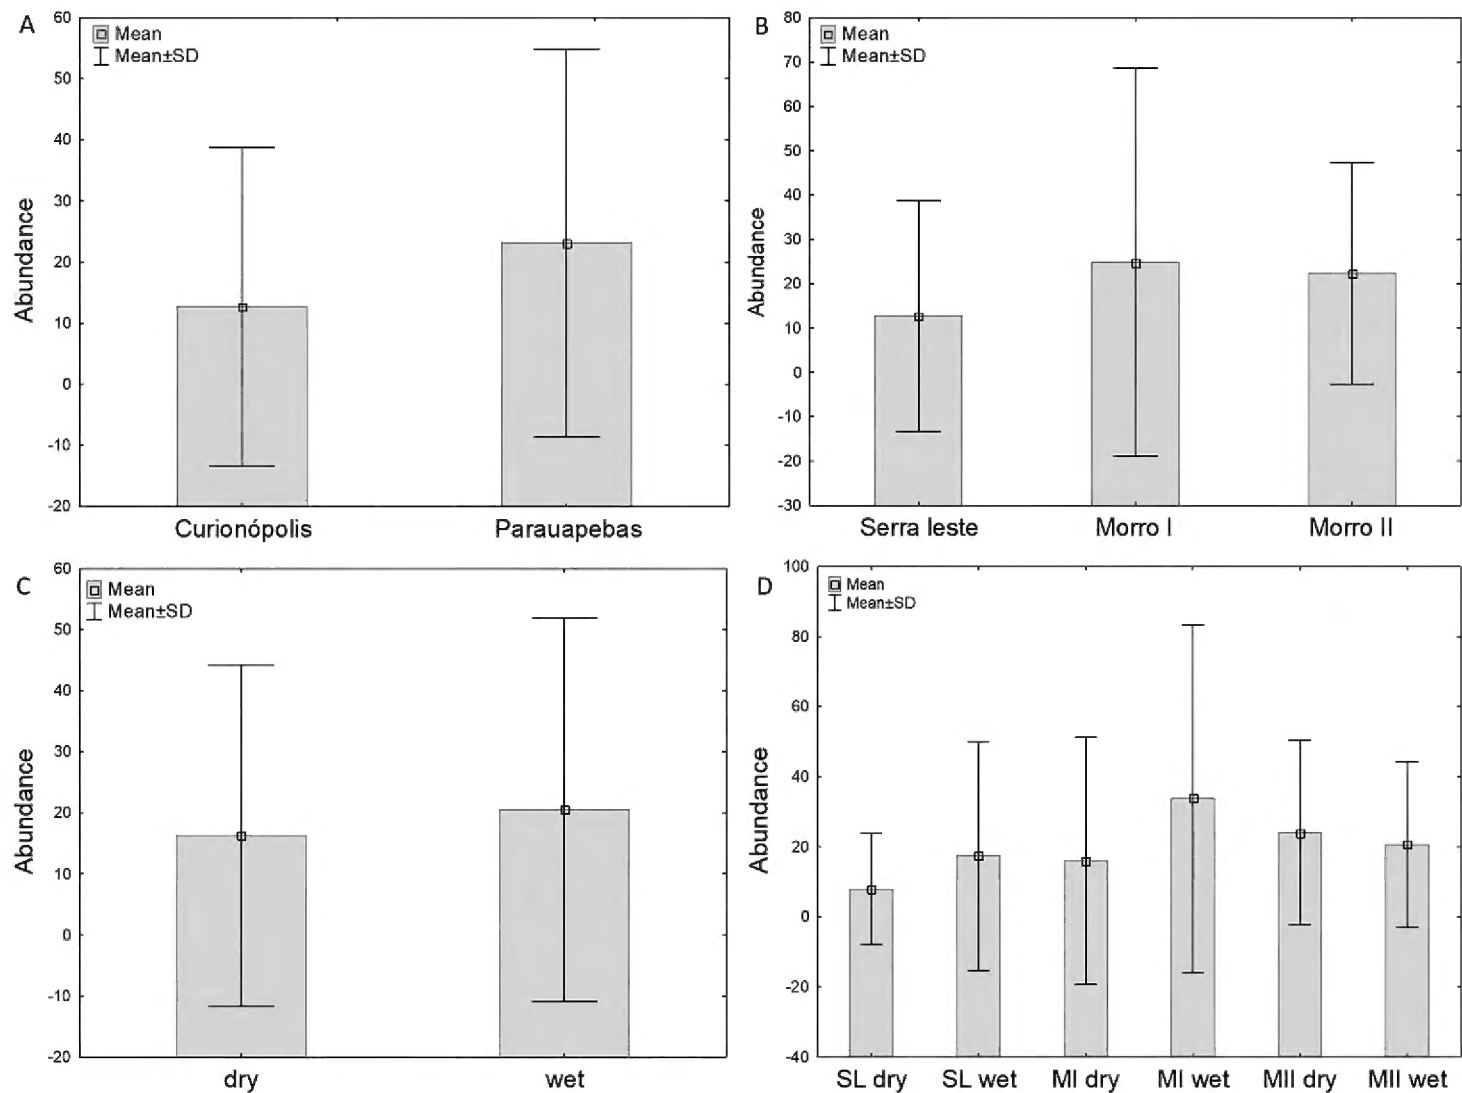 A
60
50
40
30
20
10
0
-10
-20
Abundance
Mean
Mean±SD
Curionópolis Parauapebas
B
80
70
60
50
40
30
20
10
0
-10
-20
-30
Abundance
Mean
Mean±SD
Serra leste Morro I Morro II
C
60
50
40
30
20
10
0
-10
-20
Abundance
Mean
Mean±SD
dry wet
D
100
80
60
40
20
0
-20
-40
Abundance
Mean
Mean±SD
SL dry SL wet MI dry MI wet MII dry MII wet